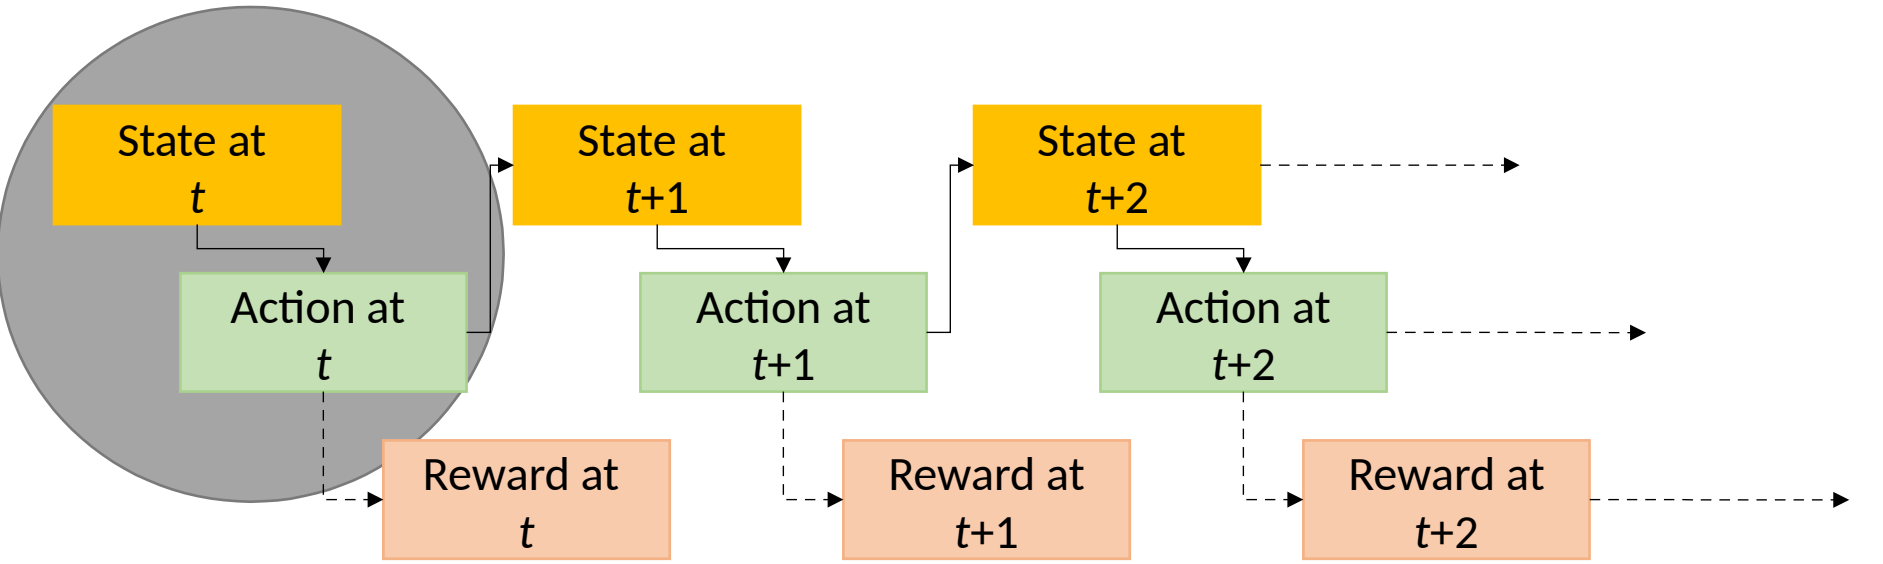 State at
t
State at
t+1
State at
t+2
Action at
t
Action at
t+1
Action at
t+2
Reward at
t
Reward at
t+1
Reward at
t+2